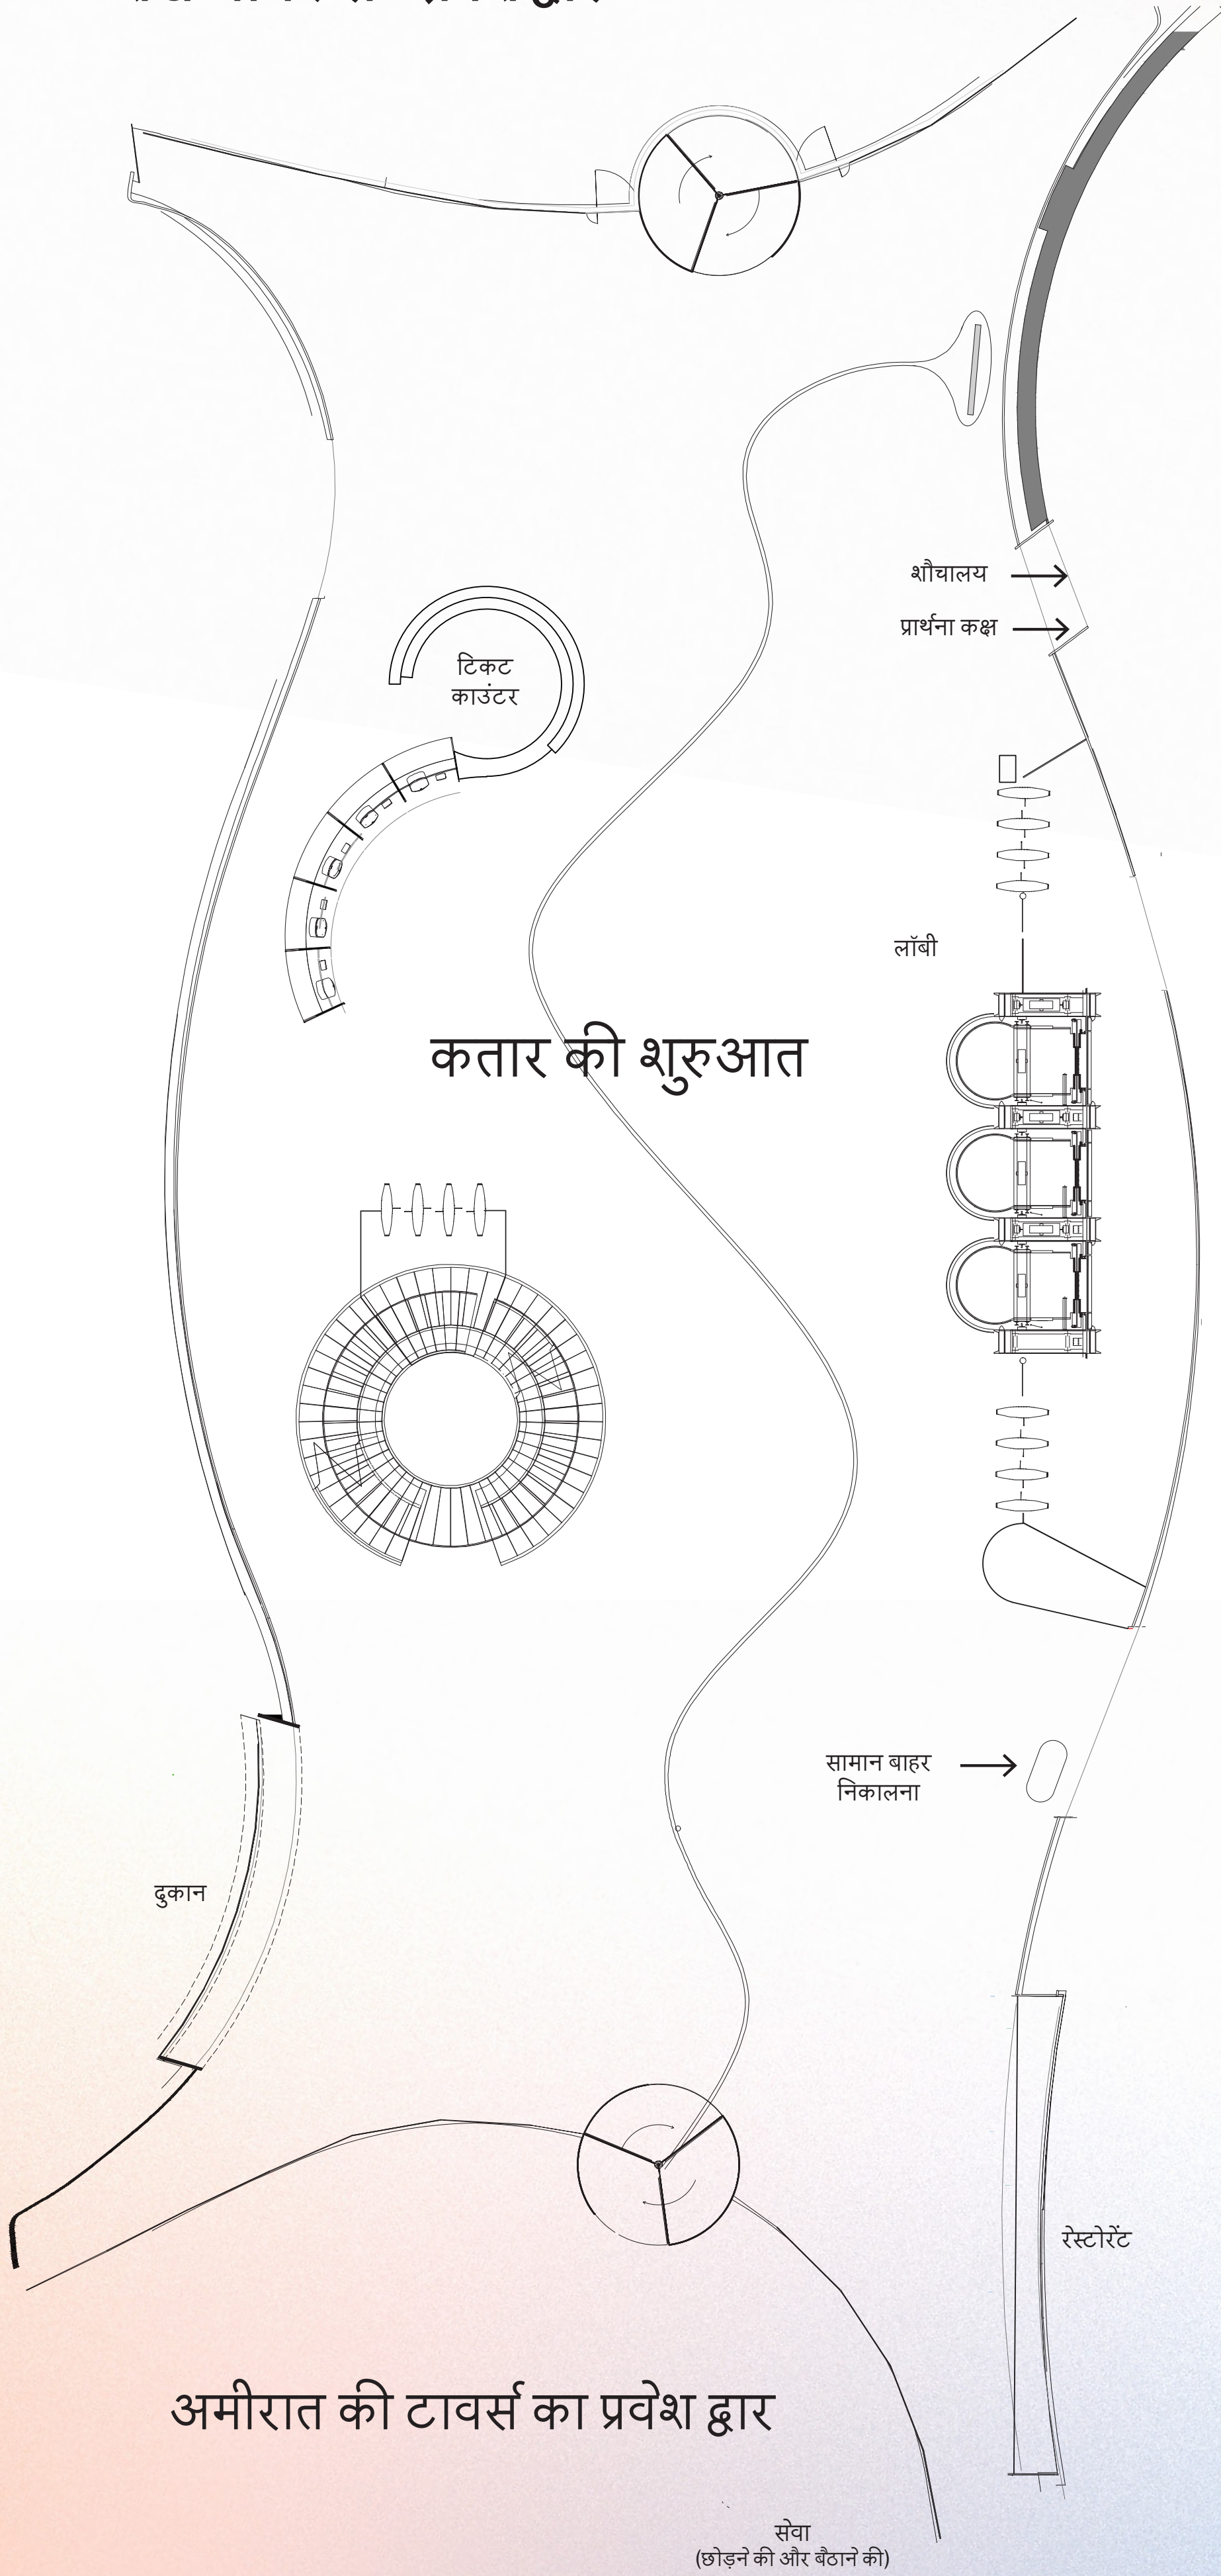 शौचालय
प्रार्थना कक्ष
टिकट
काउंटर
लॉबी
कतार की शुरुआत
सामान बाहर
निकालना
दुकान
रेस्टोरेंट
अमीरात की टावर्स का प्रवेश द्वार
सेवा
(छोड़ने की और बैठाने की)